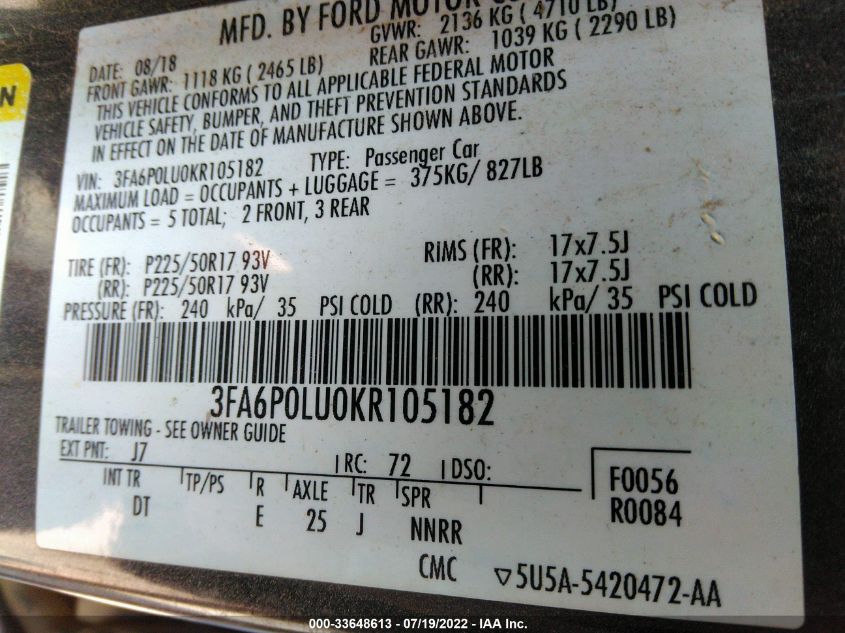 MFD. BY FORD MOTOR CO
DATE: 08/18 GVWR: 2136 KG ( 4710 LB)
FRONT GAWR: 1118 KG ( 2465 LB) REAR GAWR: 1039 KG ( 2290 LB)
THIS VEHICLE CONFORMS TO ALL APPLICABLE FEDERAL MOTOR
VEHICLE SAFETY, BUMPER, AND THEFT PREVENTION STANDARDS
IN EFFECT ON THE DATE OF MANUFACTURE SHOWN ABOVE.
VIN: 3FA6P0LU0KR105182 TYPE: Passenger Car
MAXIMUM LOAD = OCCUPANTS + LUGGAGE = 375KG/ 827LB
OCCUPANTS = 5 TOTAL; 2 FRONT, 3 REAR
TIRE (FR): P225/50R17 93V RIMS (FR): 17x7.5J
(RR): P225/50R17 93V (RR): 17x7.5J
PRESSURE (FR): 240 kPa/ 35 PSI COLD (RR): 240 kPa/ 35 PSI COLD
3FA6P0LU0KR105182
TRAILER TOWING - SEE OWNER GUIDE
EXT PNT: J7 RC: 72 DSO:
INT TR TP/PS R AXLE TR SPR F0056
DT E 25 J NNRR R0084
CMC ▽5U5A-5420472-AA
000-33648613 - 07/19/2022 - IAA Inc.